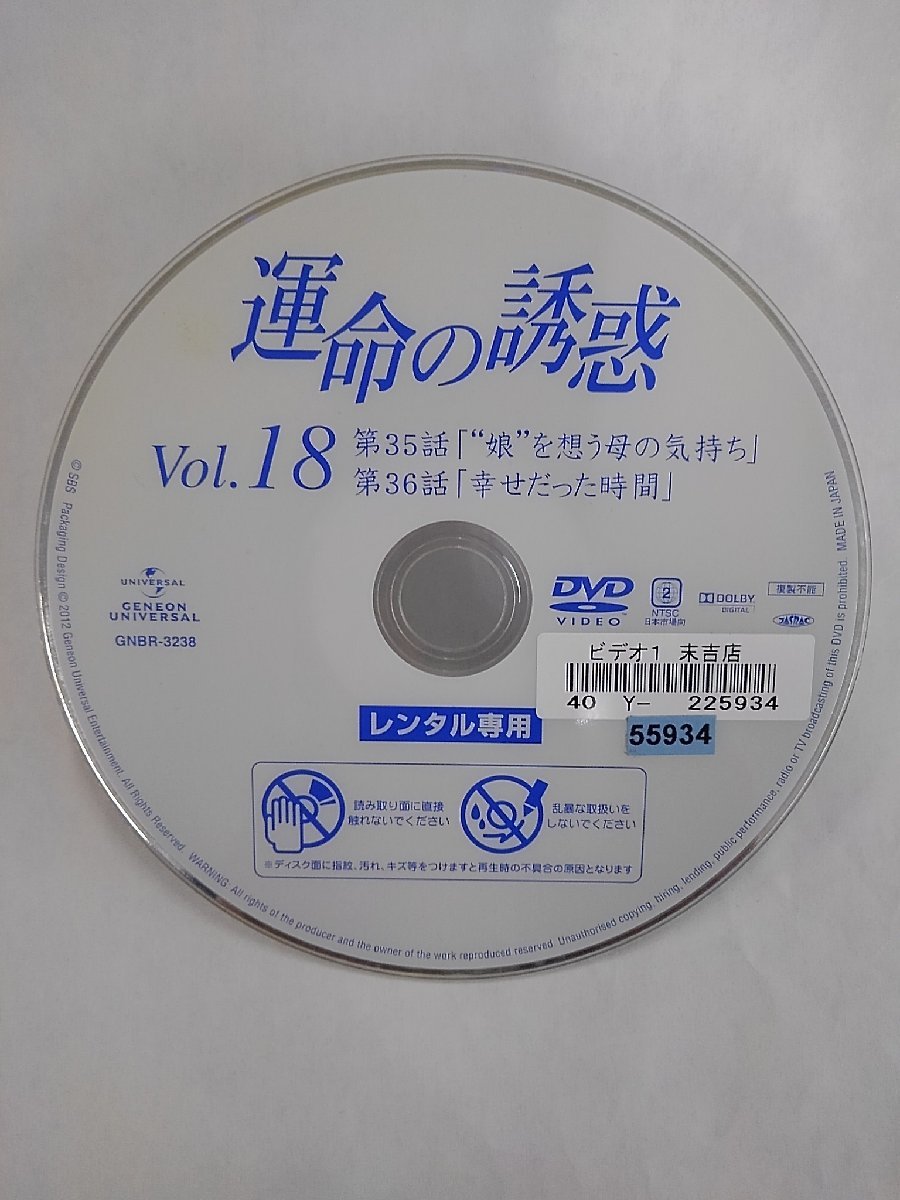 運命の誘惑
Vol.18
第35話「“娘”を想う母の気持ち」
第36話「幸せだった時間」
UNIVERSAL
GENEON
UNIVERSAL
GNBR-3238
DVD
VIDEO
2
NTSC
日本市場向
DOLBY
DIGITAL
複製不能
JASRAC
ビデオ1 末吉店
40 Y- 225934
55934
レンタル専用
読み取り面に直接
触れないでください
乱暴な取扱いを
しないでください
※ディスク面に指紋、汚れ、キズ等をつけますと再生時の不具合の原因となります
© SBS Packaging Design © 2012 Geneon Universal Entertainment. All Rights Reserved. WARNING: All rights of the producer and the owner of the work reproduced reserved. Unauthorised copying, hiring, lending, public performance, radio or TV broadcasting of this DVD is prohibited. MADE IN JAPAN